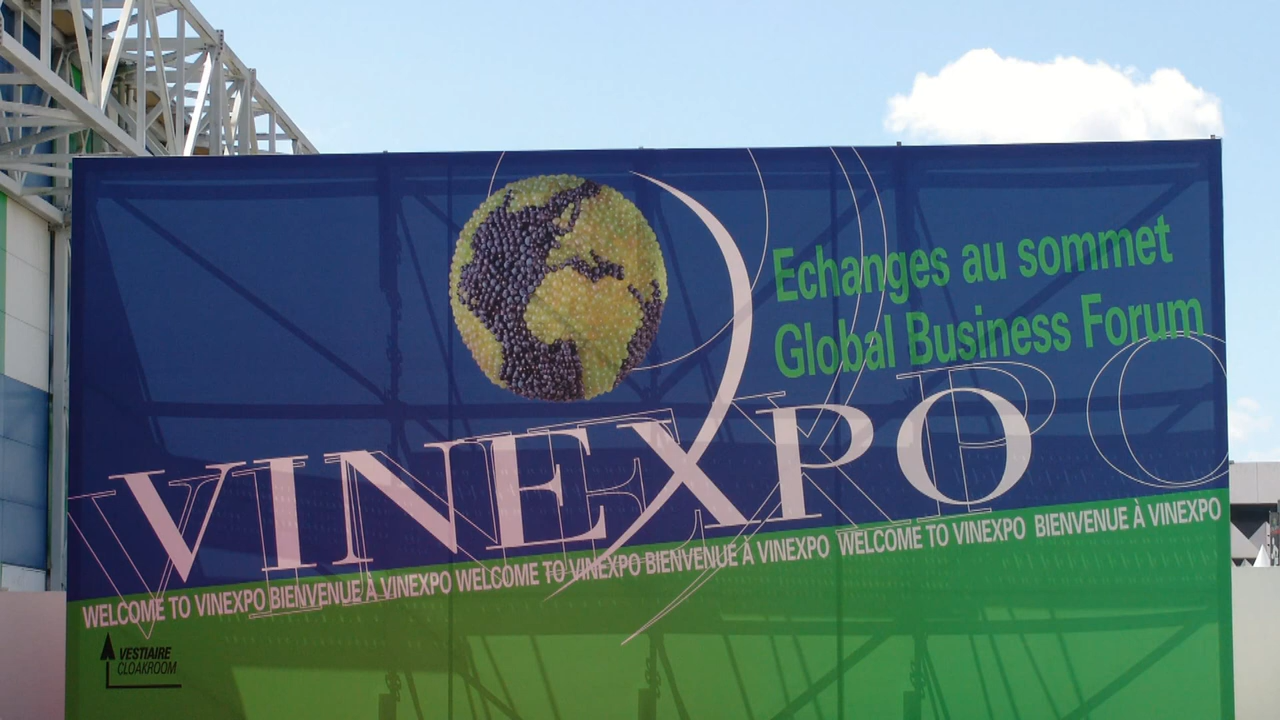 Echanges au sommet
Global Business Forum
VINEXPO
WELCOME TO VINEXPO BIENVENUE À VINEXPO WELCOME TO VINEXPO BIENVENUE À VINEXPO WELCOME TO VINEXPO BIENVENUE À VINEXPO
VESTIAIRE
CLOAKROOM